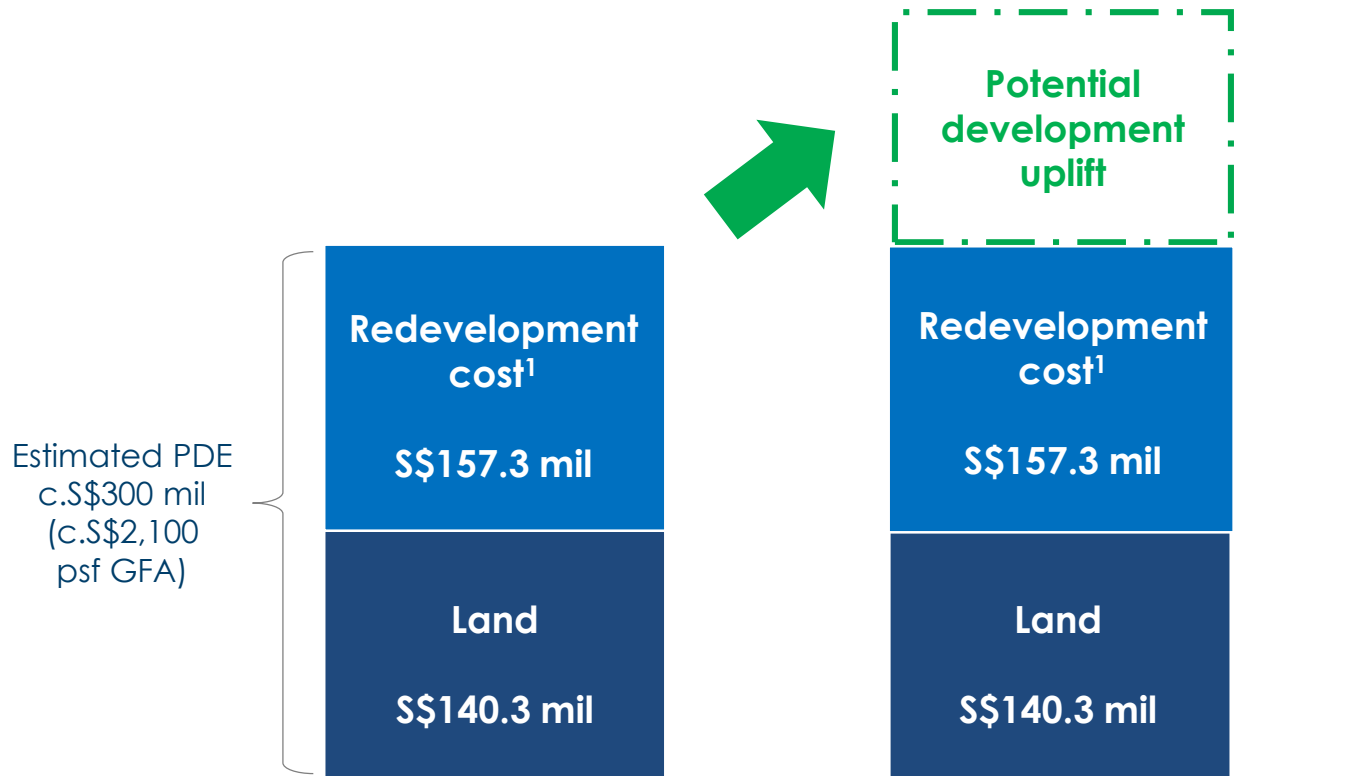 Estimated PDE
c.S$300 mil
(c.S$2,100
psf GFA)
Redevelopment
cost¹
S$157.3 mil
Land
S$140.3 mil
Potential
development
uplift
Redevelopment
cost¹
S$157.3 mil
Land
S$140.3 mil